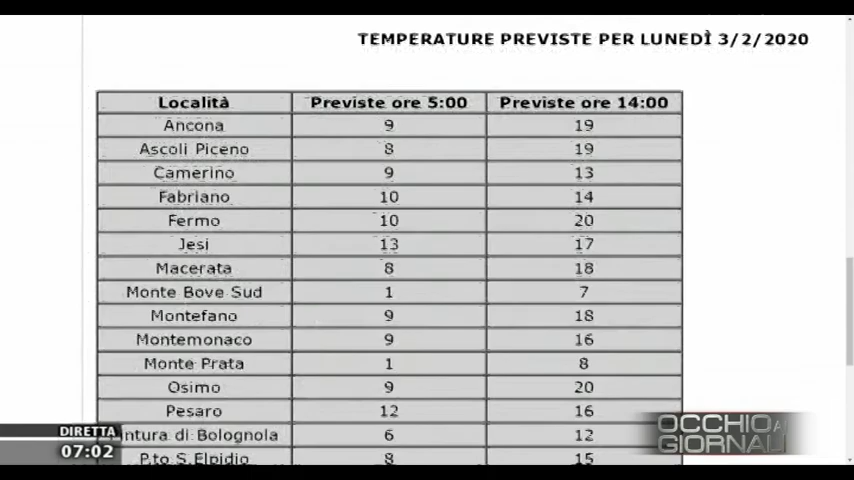 TEMPERATURE PREVISTE PER LUNEDÌ 3/2/2020
Località Previste ore 5:00 Previste ore 14:00
Ancona 9 19
Ascoli Piceno 8 19
Camerino 9 13
Fabriano 10 14
Fermo 10 20
Jesi 13 17
Macerata 8 18
Monte Bove Sud 1 7
Montefano 9 18
Montemonaco 9 16
Monte Prata 1 8
Osimo 9 20
Pesaro 12 16
intura di Bolognola 6 12
P.to S.Elpidio 8 15
DIRETTA
07:02
OCCHIO AI
GIORNALI